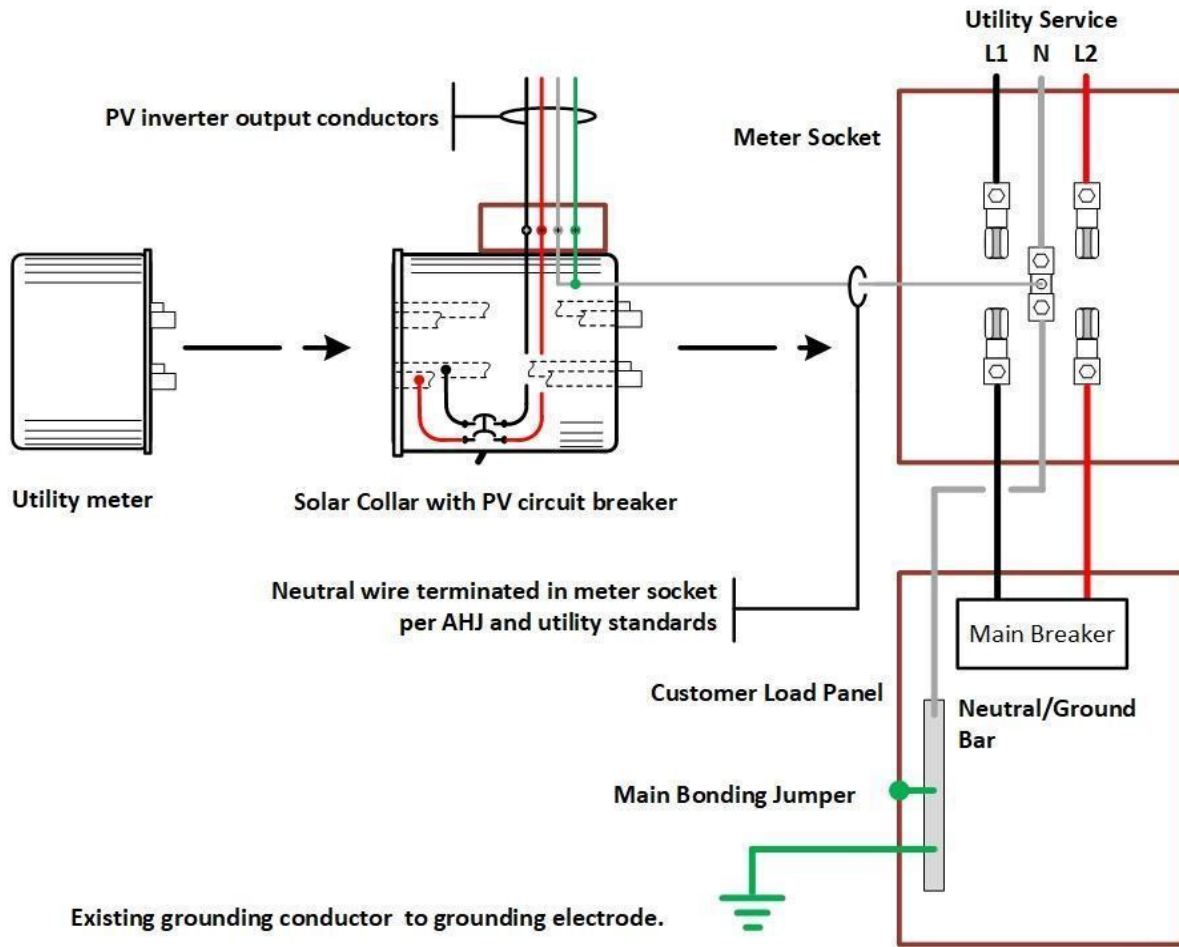 Utility Service
L1 N L2
PV inverter output conductors
Meter Socket
Utility meter
Solar Collar with PV circuit breaker
Neutral wire terminated in meter socket
per AHJ and utility standards
Main Breaker
Customer Load Panel
Neutral/Ground
Bar
Main Bonding Jumper
Existing grounding conductor to grounding electrode.